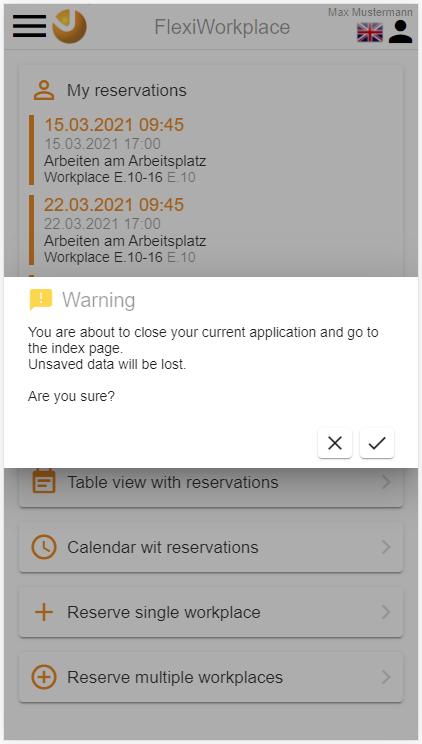 Max Mustermann
FlexiWorkplace
My reservations
15.03.2021 09:45
15.03.2021 17:00
Arbeiten am Arbeitsplatz
Workplace E.10-16 E.10
22.03.2021 09:45
22.03.2021 17:00
Arbeiten am Arbeitsplatz
Workplace E.10-16 E.10
Warning
You are about to close your current application and go to
the index page.
Unsaved data will be lost.
Are you sure?
Table view with reservations
Calendar wit reservations
Reserve single workplace
Reserve multiple workplaces